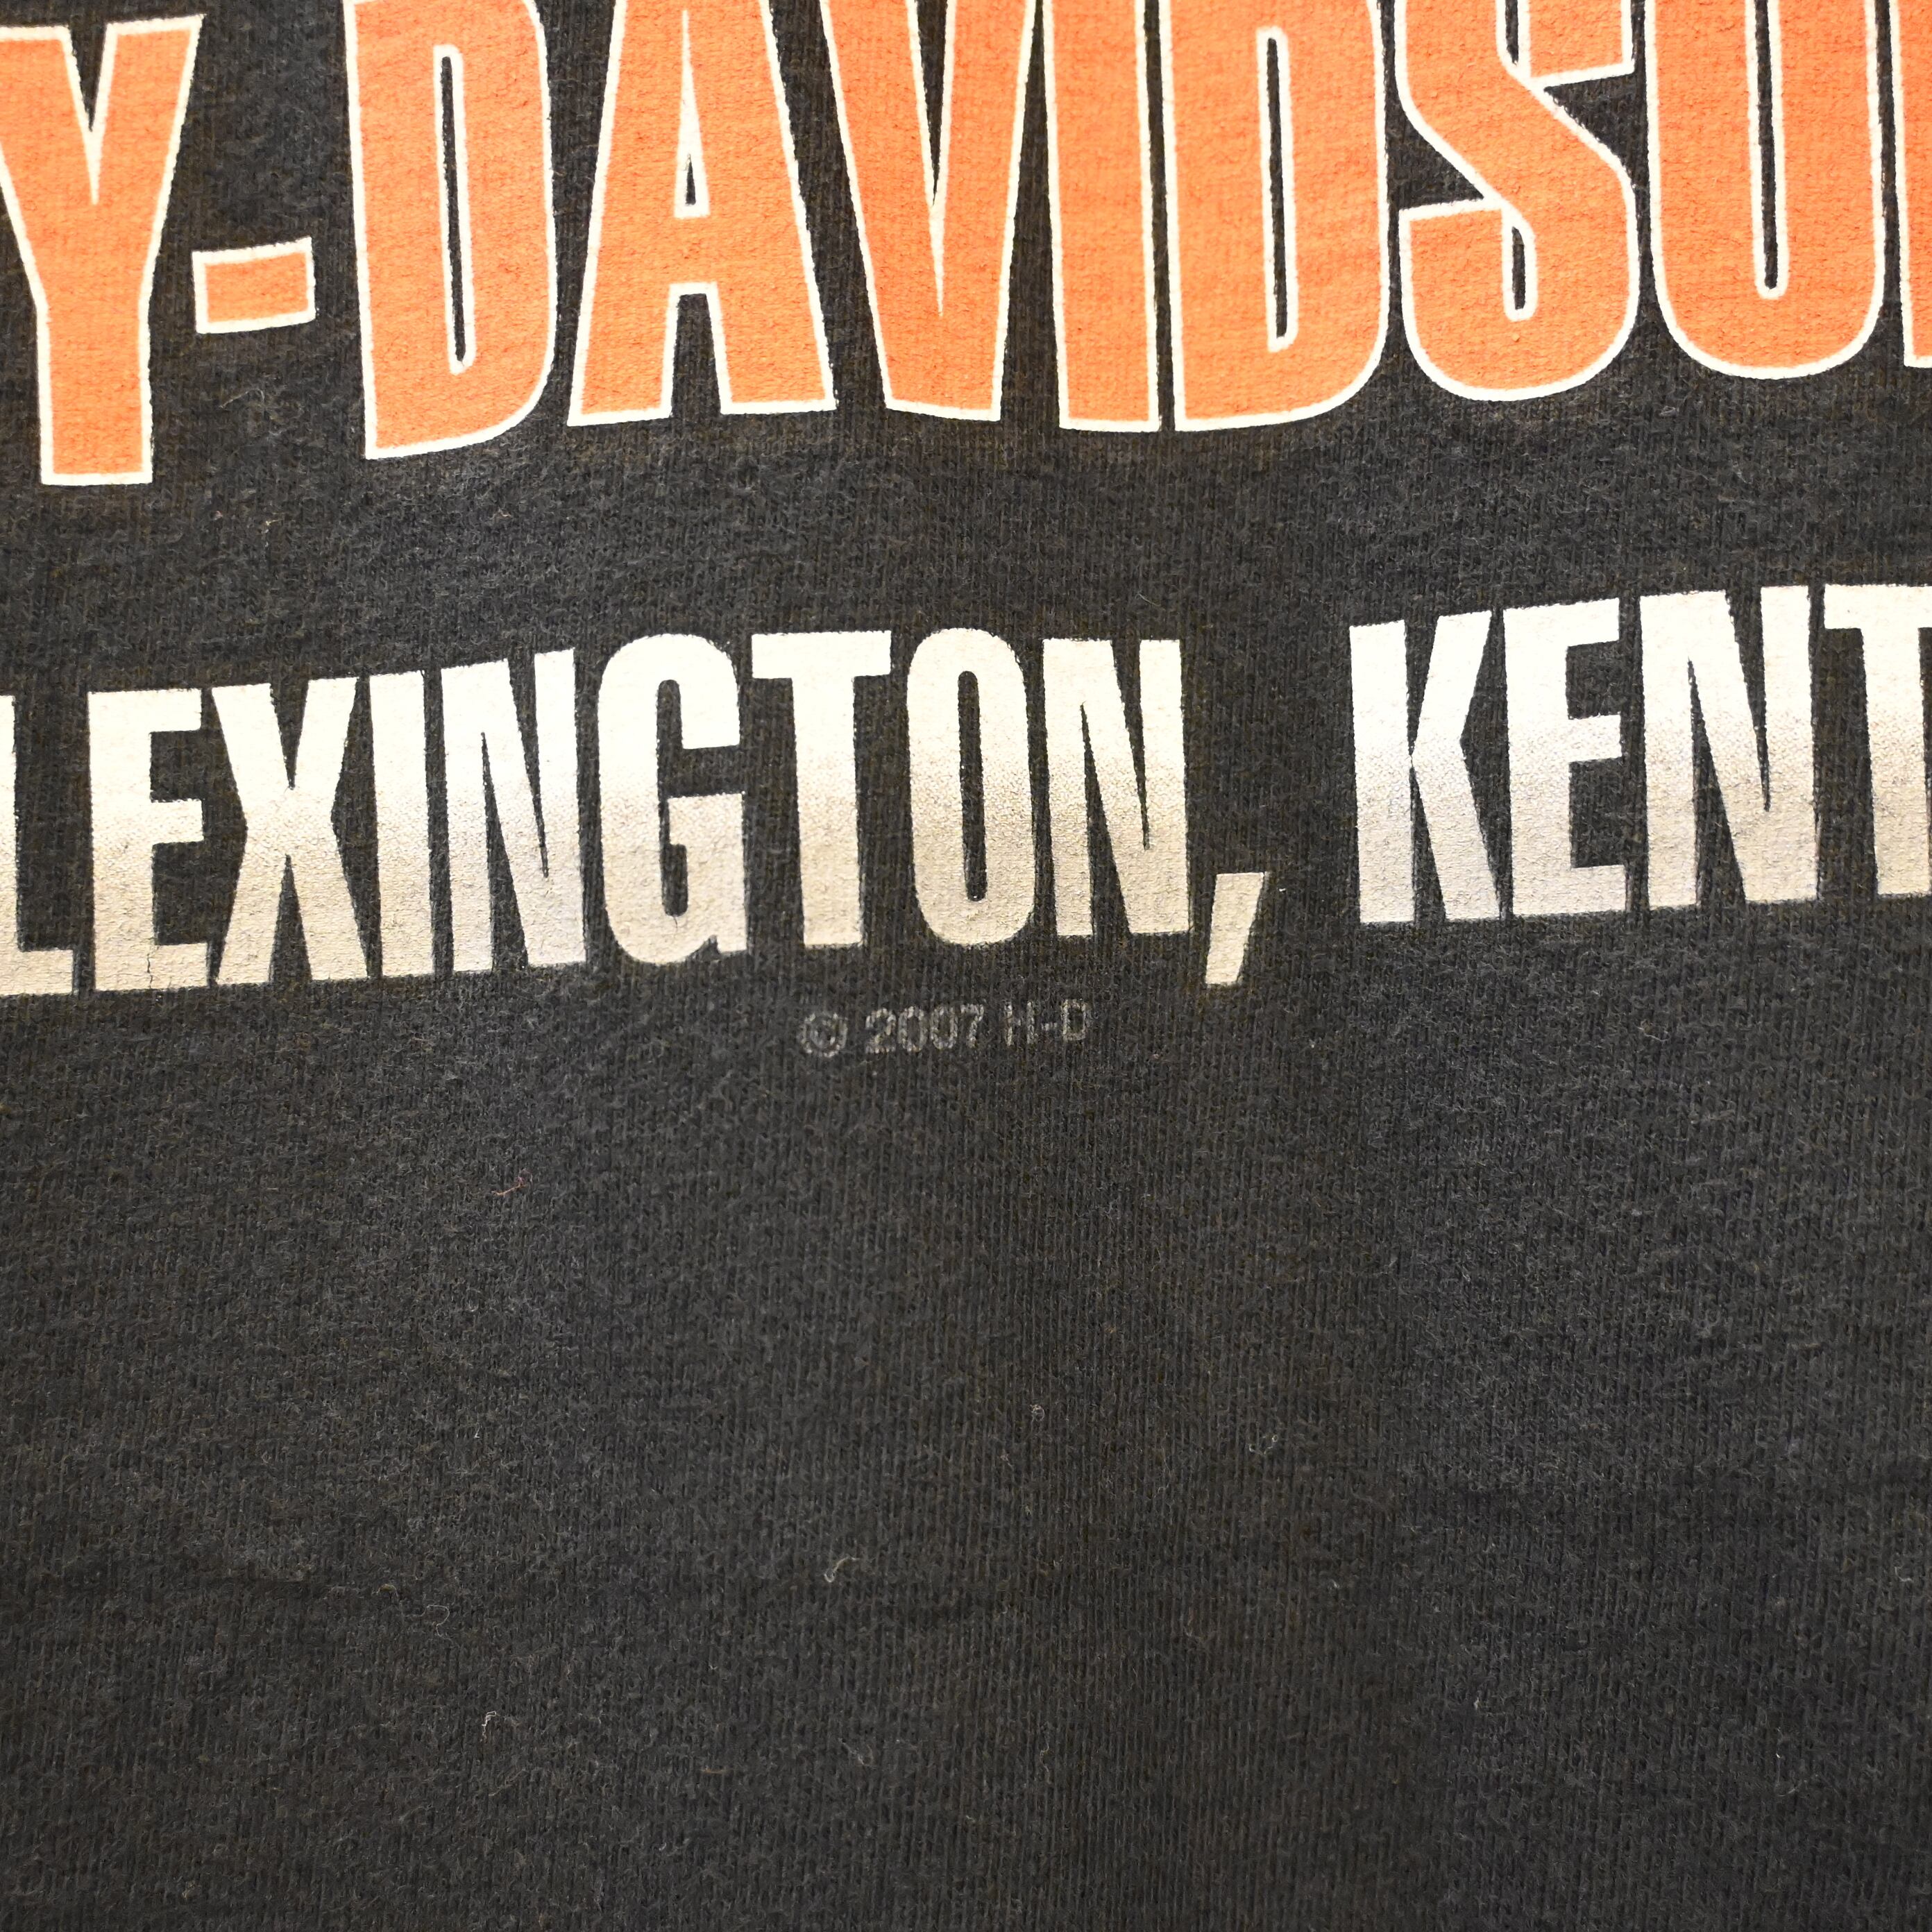 Y-DAVIDSO
LEXINGTON, KENT
© 2007 H-D